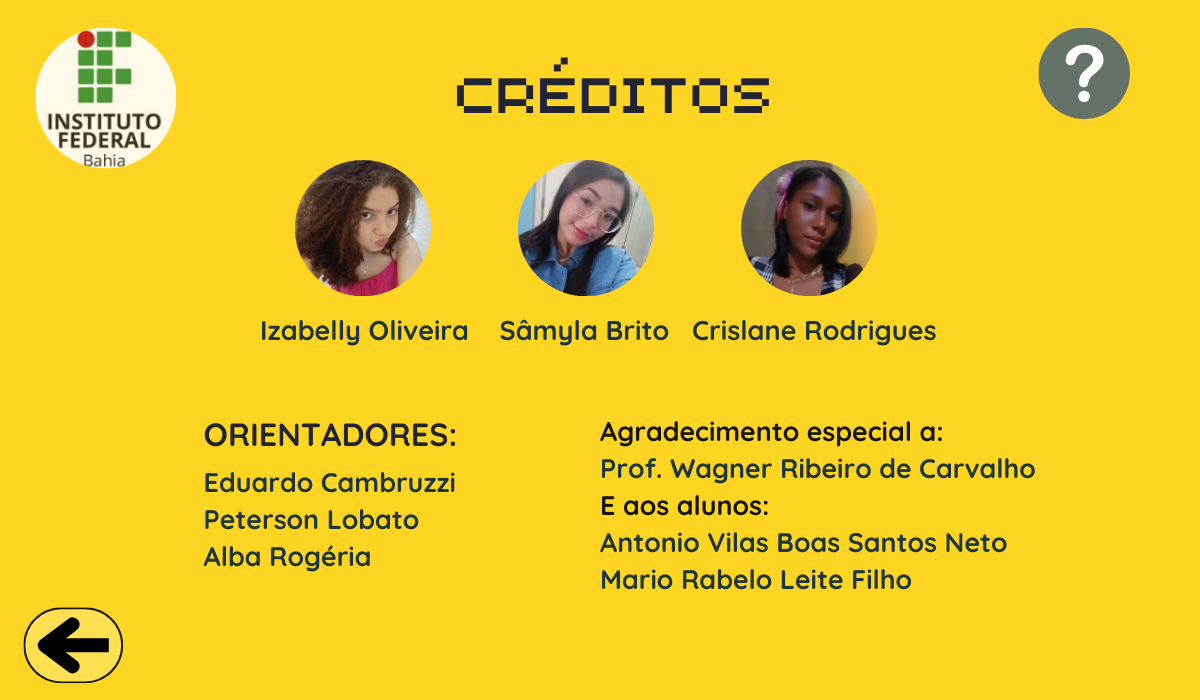 INSTITUTO
FEDERAL
Bahia
CRÉDITOS
?
Izabelly Oliveira
Sâmyla Brito
Crislane Rodrigues
ORIENTADORES:
Eduardo Cambruzzi
Peterson Lobato
Alba Rogéria
Agradecimento especial a:
Prof. Wagner Ribeiro de Carvalho
E aos alunos:
Antonio Vilas Boas Santos Neto
Mario Rabelo Leite Filho